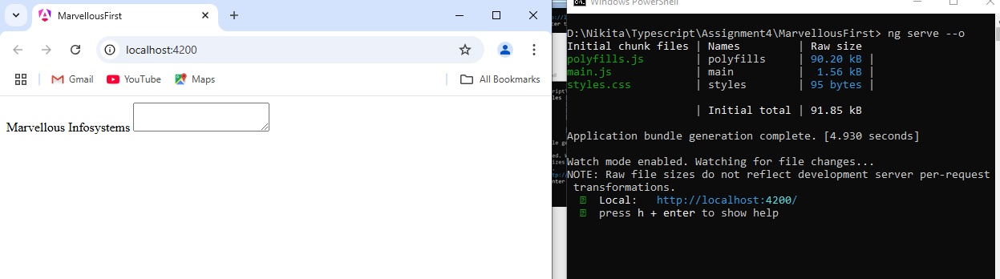 MarvellousFirst
localhost:4200
Gmail YouTube Maps All Bookmarks
Marvellous Infosystems
Windows PowerShell
D:\Nikita\Typescript\Assignment4\MarvellousFirst> ng serve --o
Initial chunk files | Names | Raw size
polyfills.js | polyfills | 90.20 kB |
main.js | main | 1.56 kB |
styles.css | styles | 95 bytes |
| Initial total | 91.85 kB
Application bundle generation complete. [4.930 seconds]
Watch mode enabled. Watching for file changes...
NOTE: Raw file sizes do not reflect development server per-request
transformations.
Local: http://localhost:4200/
press h + enter to show help